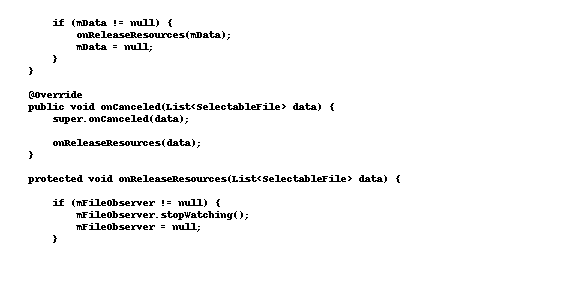 if (mData != null) {
onReleaseResources(mData);
mData = null;
}
}
@Override
public void onCanceled(List<SelectableFile> data) {
super.onCanceled(data);
onReleaseResources(data);
}
protected void onReleaseResources(List<SelectableFile> data) {
if (mFileObserver != null) {
mFileObserver.stopWatching();
mFileObserver = null;
}